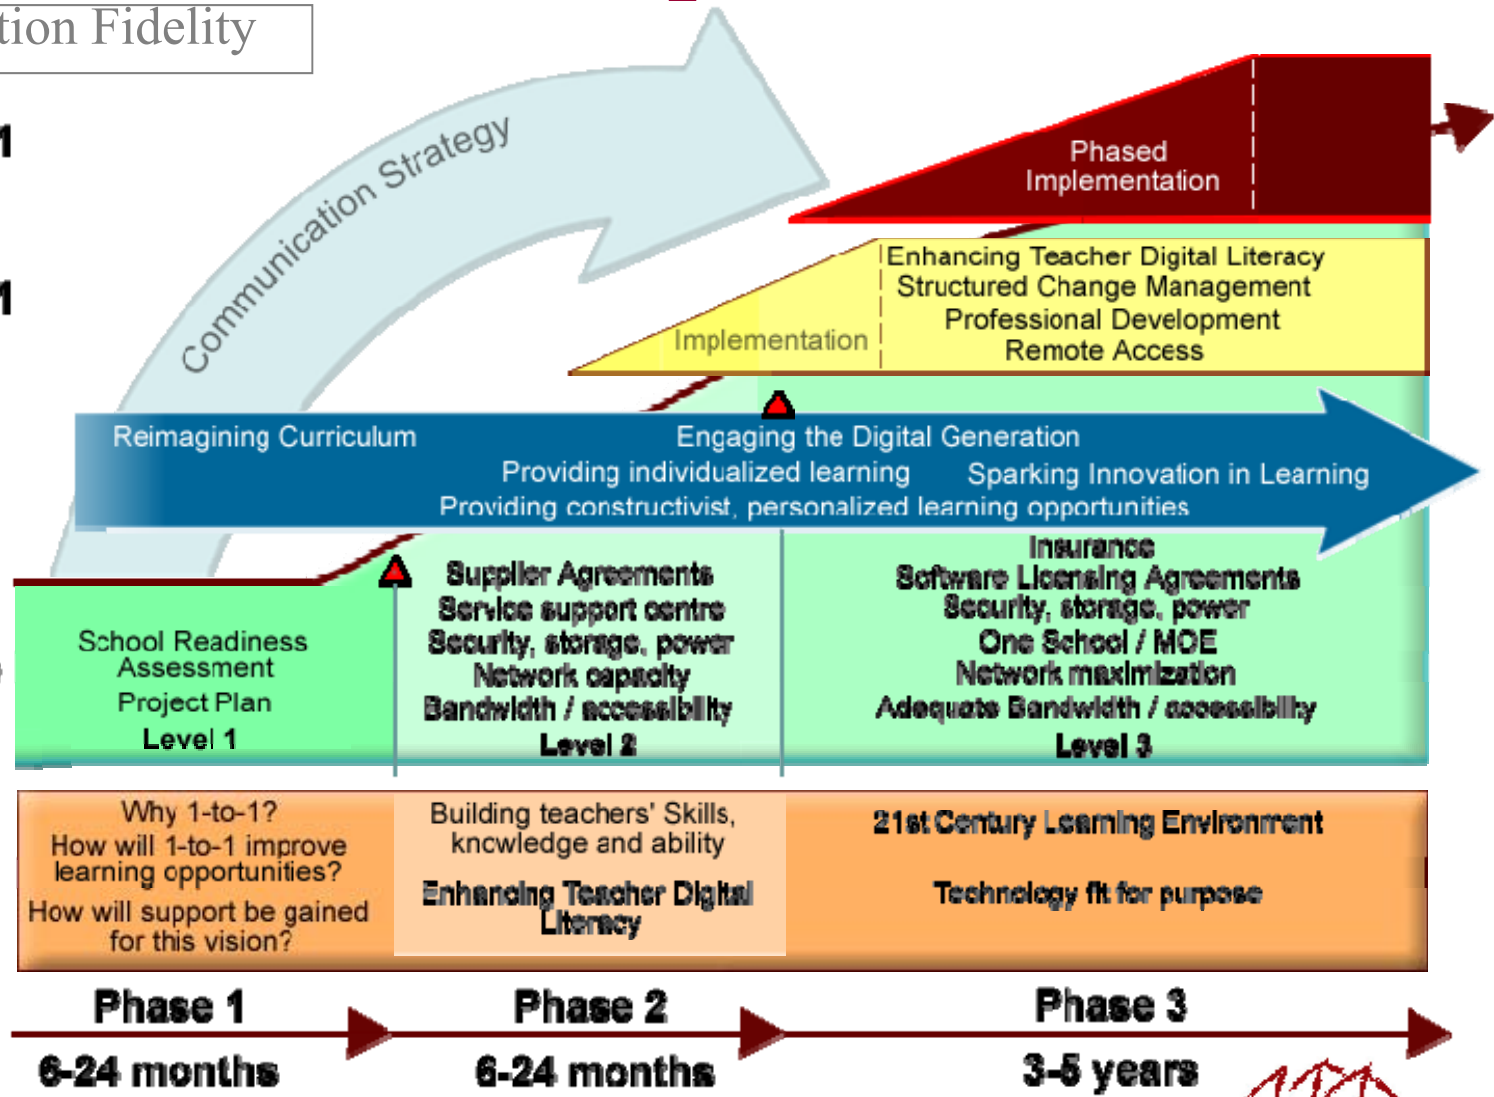 tion Fidelity
1
1
Communication Strategy
Phased
Implementation
Enhancing Teacher Digital Literacy
Structured Change Management
Professional Development
Remote Access
Implementation
Reimagining Curriculum
Engaging the Digital Generation
Providing individualized learning
Sparking Innovation in Learning
Providing constructivist, personalized learning opportunities
School Readiness
Assessment
Project Plan
Level 1
Supplier Agreements
Service support centre
Security, storage, power
Network capacity
Bandwidth / accessibility
Level 2
Insurance
Software Licensing Agreements
Security, storage, power
One School / MOE
Network maximization
Adequate Bandwidth / accessibility
Level 3
Why 1-to-1?
How will 1-to-1 improve
learning opportunities?
How will support be gained
for this vision?
Building teachers' Skills,
knowledge and ability
Enhancing Teacher Digital
Literacy
21st Century Learning Environment
Technology fit for purpose
Phase 1
Phase 2
Phase 3
6-24 months
6-24 months
3-5 years